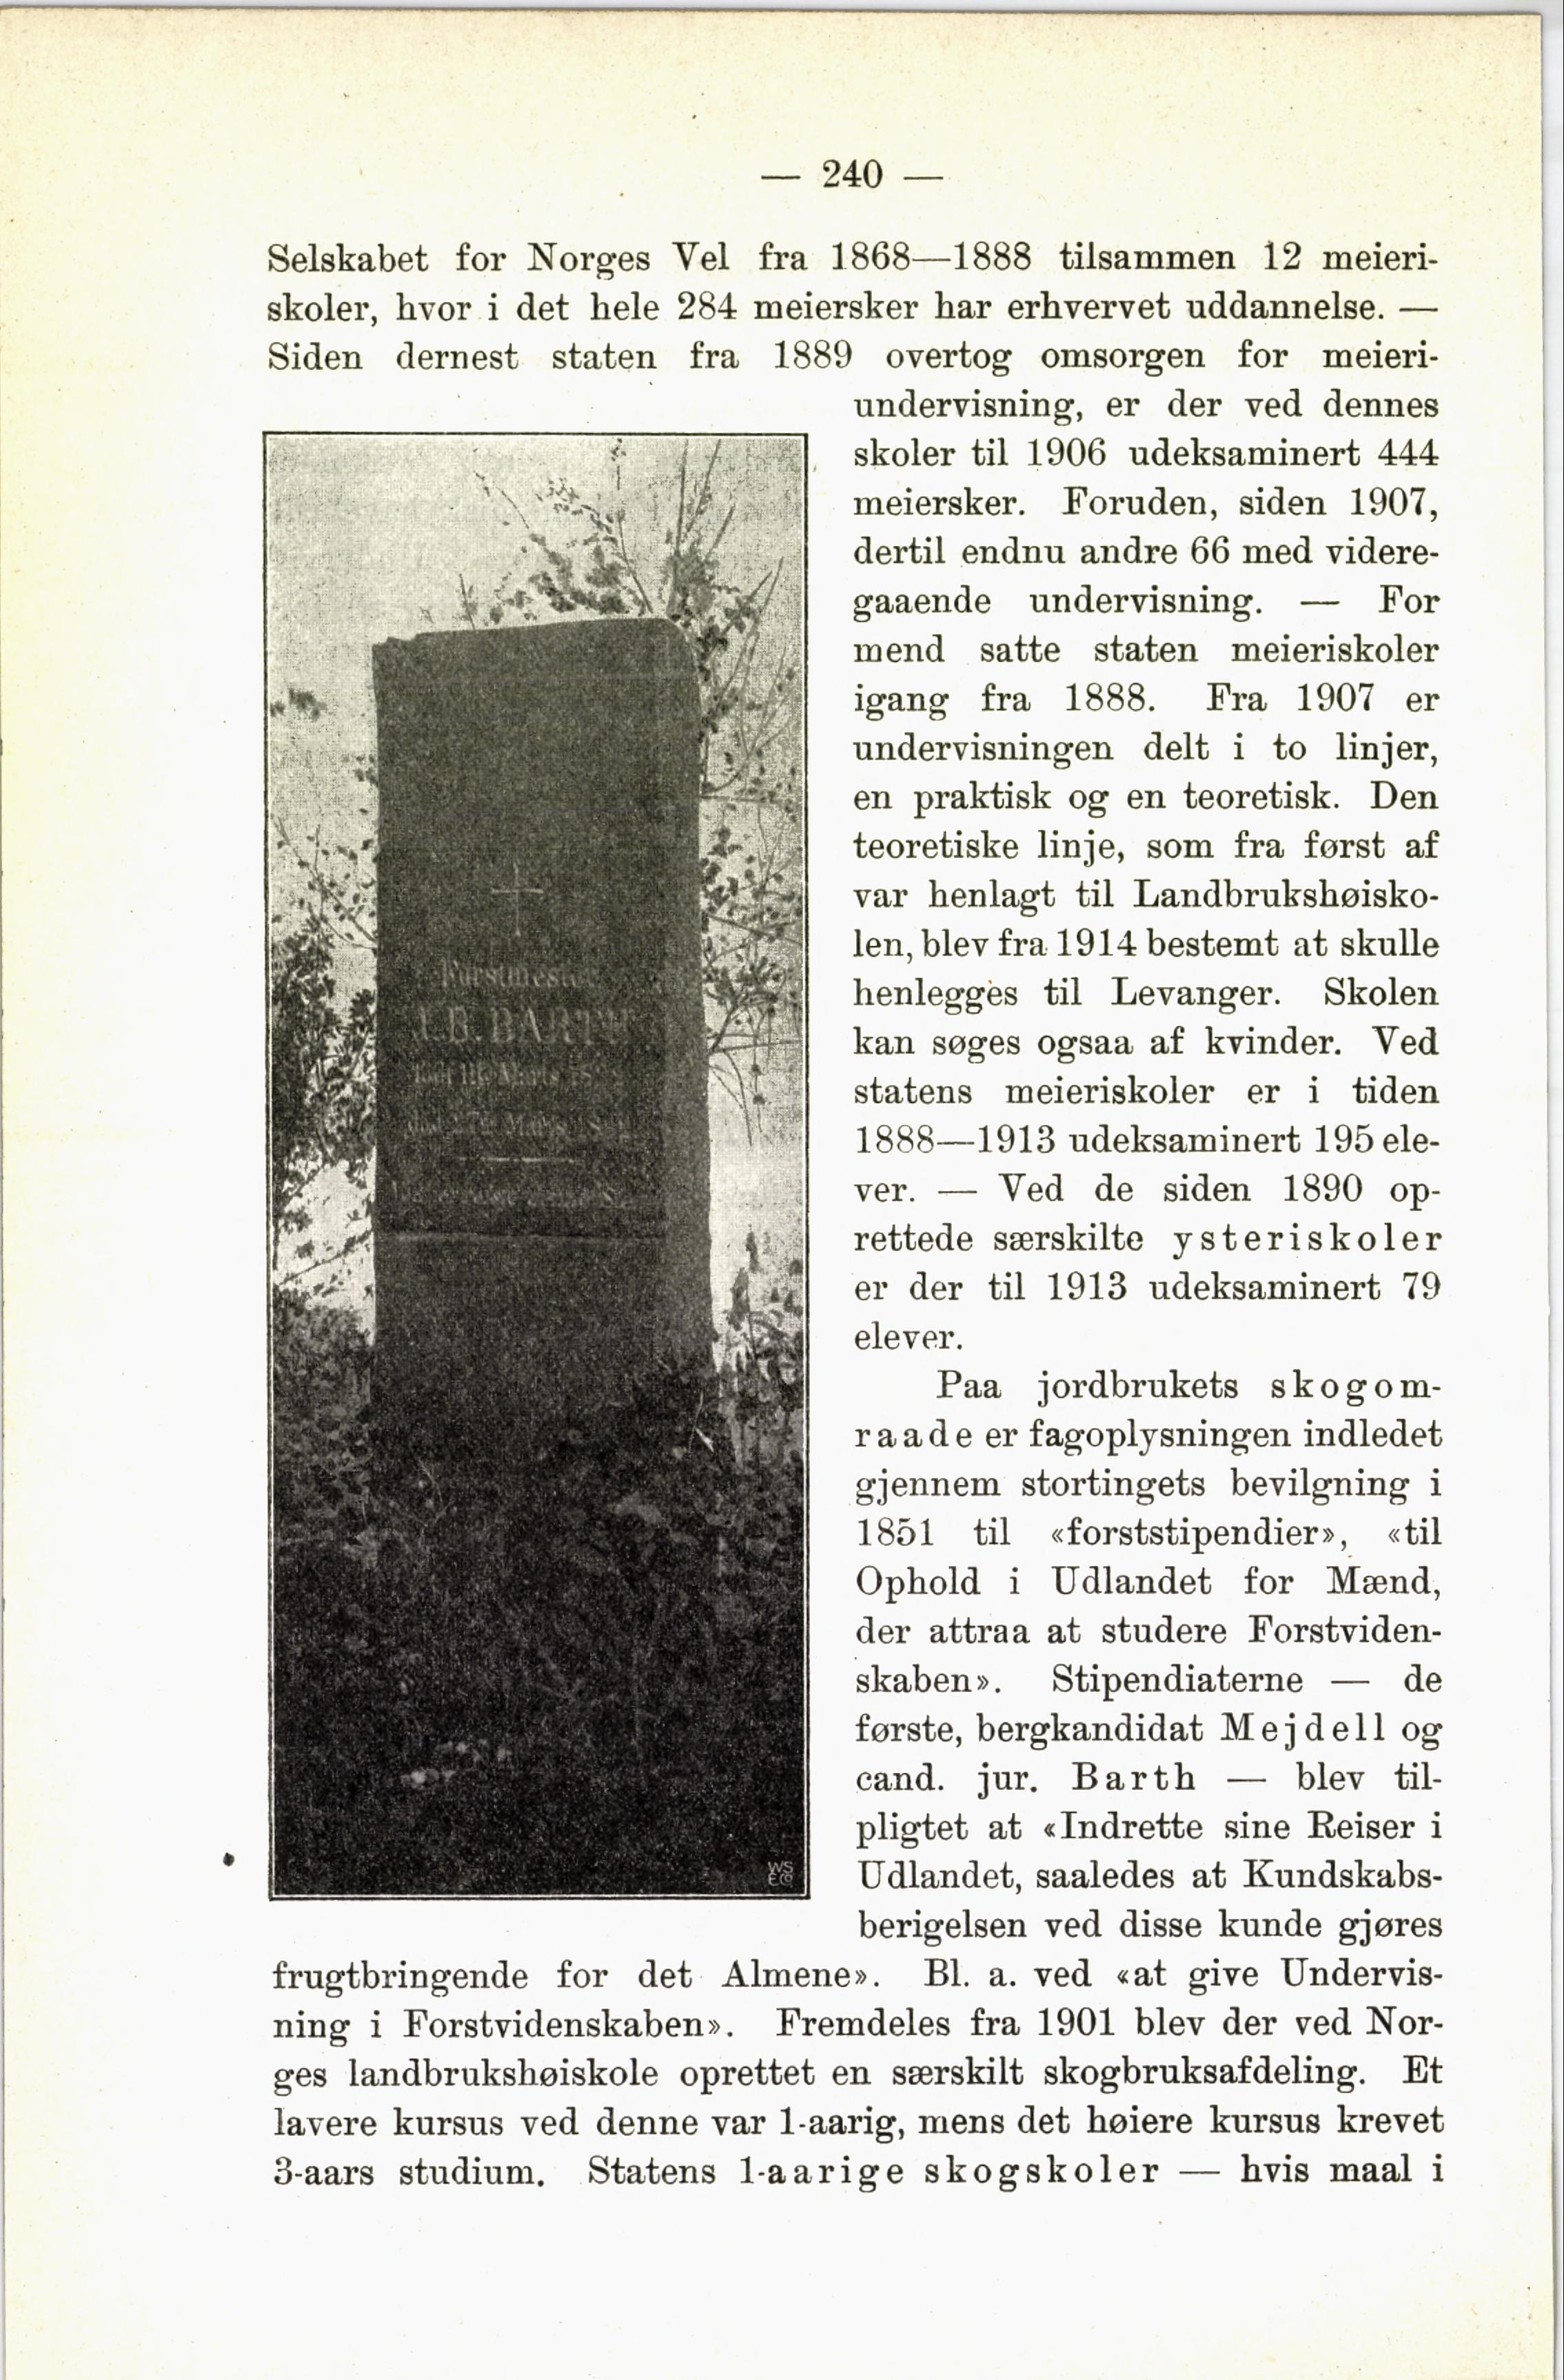 — 240 —
Selskabet for Norges Vel fra 1868—1888 tilsammen 12 meieri-
skoler, hvor i det hele 284 meiersker har erhvervet uddannelse. —
Siden dernest staten fra 1889 overtog omsorgen for meieri-
undervisning, er der ved dennes
skoler til 1906 udeksaminert 444
meiersker. Foruden, siden 1907,
dertil endnu andre 66 med videre-
gaaende undervisning. — For
mend satte staten meieriskoler
igang fra 1888. Fra 1907 er
undervisningen delt i to linjer,
en praktisk og en teoretisk. Den
teoretiske linje, som fra først af
var henlagt til Landbrukshøisko-
len, blev fra 1914 bestemt at skulle
henlegges til Levanger. Skolen
kan søges ogsaa af kvinder. Ved
statens meieriskoler er i tiden
1888—1913 udeksaminert 195 ele-
ver. — Ved de siden 1890 op-
rettede særskilte ysteriskoler
er der til 1913 udeksaminert 79
elever.
Paa jordbrukets skogom-
raade er fagoplysningen indledet
gjennem stortingets bevilgning i
1851 til «forststipendier», «til
Ophold i Udlandet for Mænd,
der attraa at studere Forstviden-
skaben». Stipendiaterne — de
første, bergkandidat Mejdell og
cand. jur. Barth — blev til-
pligtet at «Indrette sine Reiser i
Udlandet, saaledes at Kundskabs-
berigelsen ved disse kunde gjøres
frugtbringende for det Almene». Bl. a. ved «at give Undervis-
ning i Forstvidenskaben». Fremdeles fra 1901 blev der ved Nor-
ges landbrukshøiskole oprettet en særskilt skogbruksafdeling. Et
lavere kursus ved denne var 1-aarig, mens det høiere kursus krevet
3-aars studium. Statens 1-aarige skogskoler — hvis maal i
Forstmester
J.B. BARTH
WS
E Co